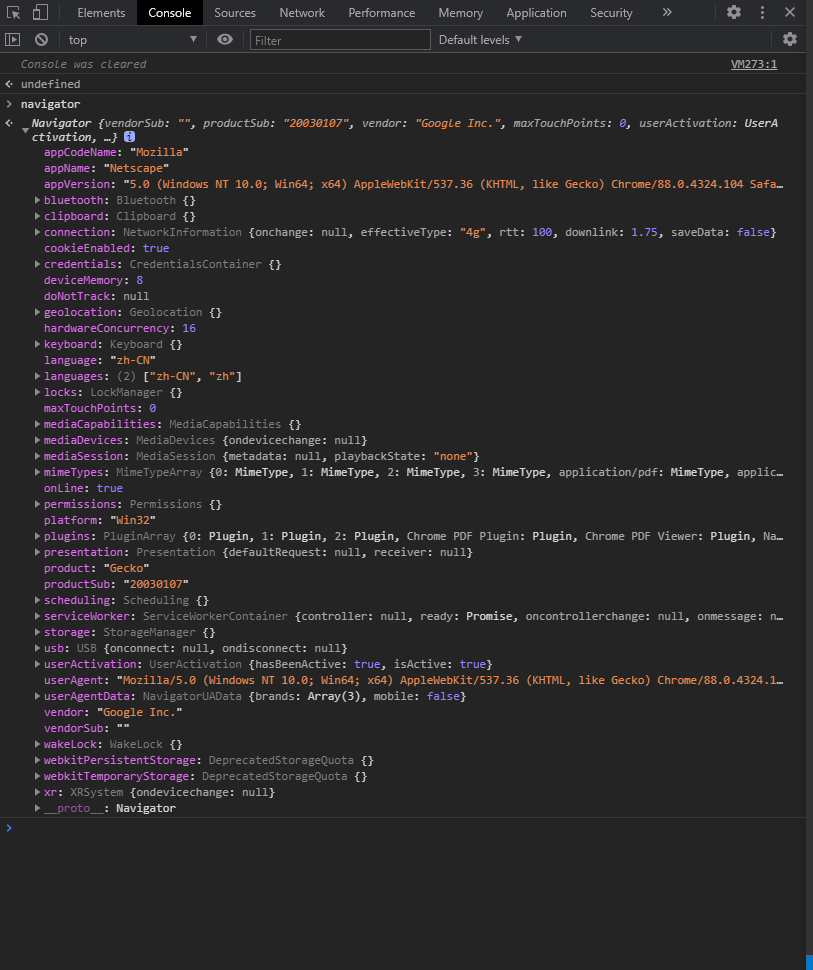 Elements Console Sources Network Performance Memory Application Security »
top ▼ Filter Default levels ▼
Console was cleared VM273:1
undefined
navigator
Navigator {vendorSub: "", productSub: "20030107", vendor: "Google Inc.", maxTouchPoints: 0, userActivation: UserA
ctivation, …} i
appCodeName: "Mozilla"
appName: "Netscape"
appVersion: "5.0 (Windows NT 10.0; Win64; x64) AppleWebKit/537.36 (KHTML, like Gecko) Chrome/88.0.4324.104 Safa…
bluetooth: Bluetooth {}
clipboard: Clipboard {}
connection: NetworkInformation {onchange: null, effectiveType: "4g", rtt: 100, downlink: 1.75, saveData: false}
cookieEnabled: true
credentials: CredentialsContainer {}
deviceMemory: 8
doNotTrack: null
geolocation: Geolocation {}
hardwareConcurrency: 16
keyboard: Keyboard {}
language: "zh-CN"
languages: (2) ["zh-CN", "zh"]
locks: LockManager {}
maxTouchPoints: 0
mediaCapabilities: MediaCapabilities {}
mediaDevices: MediaDevices {ondevicechange: null}
mediaSession: MediaSession {metadata: null, playbackState: "none"}
mimeTypes: MimeTypeArray {0: MimeType, 1: MimeType, 2: MimeType, 3: MimeType, application/pdf: MimeType, applic…
onLine: true
permissions: Permissions {}
platform: "Win32"
plugins: PluginArray {0: Plugin, 1: Plugin, 2: Plugin, Chrome PDF Plugin: Plugin, Chrome PDF Viewer: Plugin, Na…
presentation: Presentation {defaultRequest: null, receiver: null}
product: "Gecko"
productSub: "20030107"
scheduling: Scheduling {}
serviceWorker: ServiceWorkerContainer {controller: null, ready: Promise, oncontrollerchange: null, onmessage: n…
storage: StorageManager {}
usb: USB {onconnect: null, ondisconnect: null}
userActivation: UserActivation {hasBeenActive: true, isActive: true}
userAgent: "Mozilla/5.0 (Windows NT 10.0; Win64; x64) AppleWebKit/537.36 (KHTML, like Gecko) Chrome/88.0.4324.1…
userAgentData: NavigatorUAData {brands: Array(3), mobile: false}
vendor: "Google Inc."
vendorSub: ""
wakeLock: WakeLock {}
webkitPersistentStorage: DeprecatedStorageQuota {}
webkitTemporaryStorage: DeprecatedStorageQuota {}
xr: XRSystem {ondevicechange: null}
__proto__: Navigator